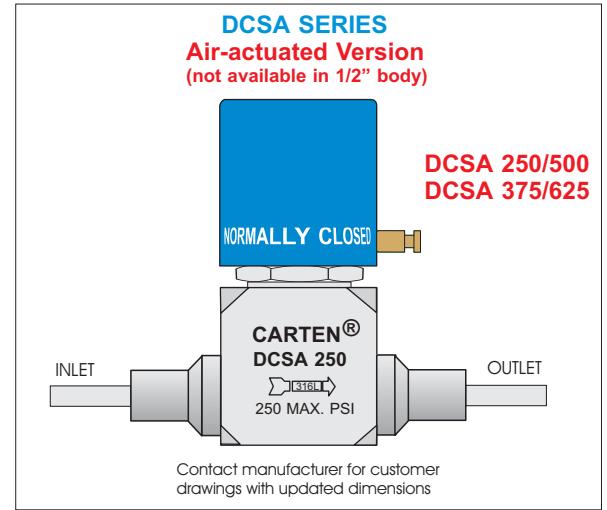 DCSA SERIES
Air-actuated Version
(not available in 1/2” body)
DCSA 250/500
DCSA 375/625
NORMALLY CLOSED
CARTEN®
DCSA 250
INLET
OUTLET
316L
250 MAX. PSI
Contact manufacturer for customer
drawings with updated dimensions